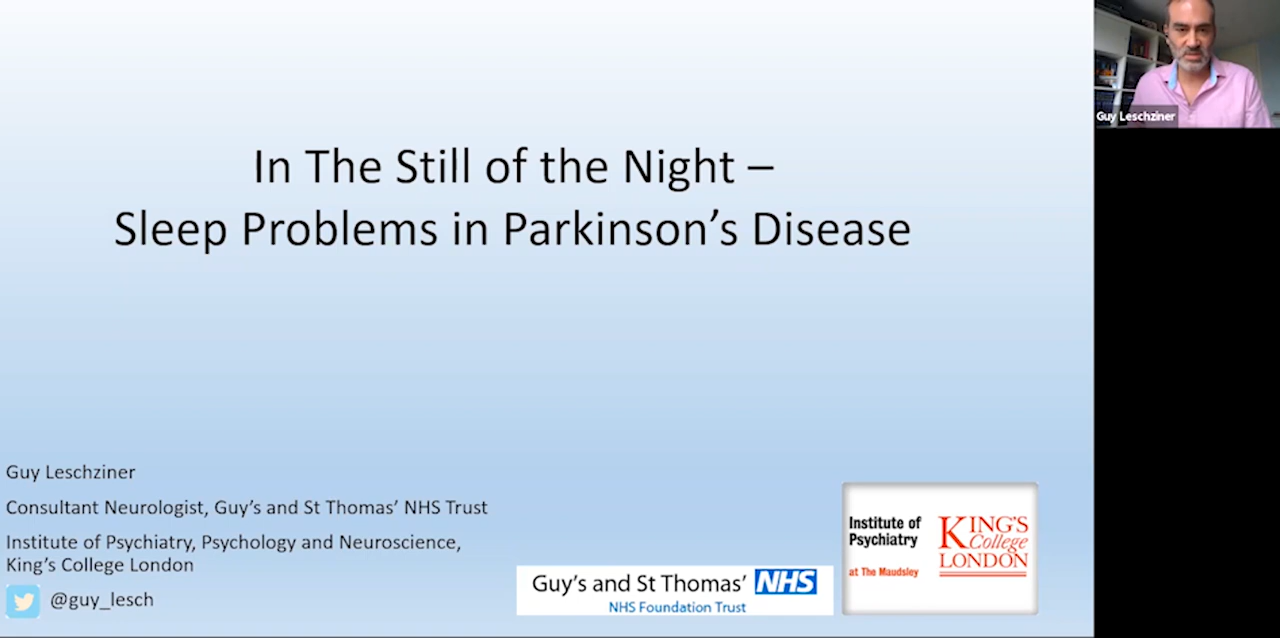 Guy Leschziner
In The Still of the Night –
Sleep Problems in Parkinson's Disease
Guy Leschziner
Consultant Neurologist, Guy's and St Thomas' NHS Trust
Institute of Psychiatry, Psychology and Neuroscience,
King's College London
@guy_lesch
Guy's and St Thomas' NHS
NHS Foundation Trust
Institute of
Psychiatry
at The Maudsley
KING'S
College
LONDON